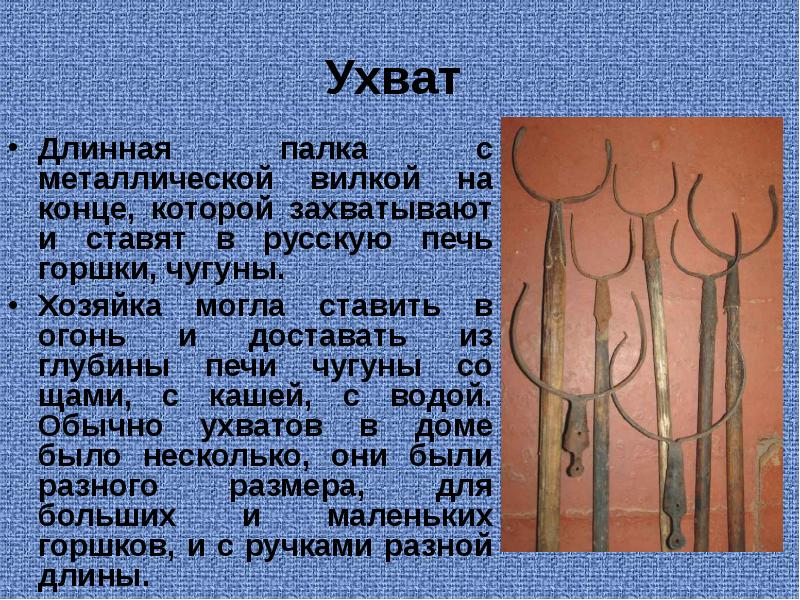 Ухват
• Длинная палка с
металлической вилкой на
конце, которой захватывают
и ставят в русскую печь
горшки, чугуны.
• Хозяйка могла ставить в
огонь и доставать из
глубины печи чугуны со
щами, с кашей, с водой.
Обычно ухватов в доме
было несколько, они были
разного размера, для
больших и маленьких
горшков, и с ручками разной
длины.